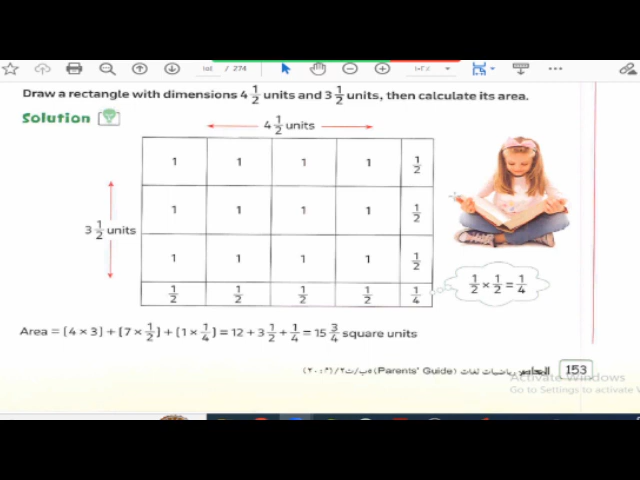 / 274
Draw a rectangle with dimensions 4 1/2 units and 3 1/2 units, then calculate its area.
Solution
4 1/2 units
1 1 1 1 1/2
1 1 1 1 1/2
3 1/2 units
1 1 1 1 1/2
1/2 1/2 1/2 1/2 1/4
1/2 × 1/2 = 1/4
Area = (4 × 3) + (7 × 1/2) + (1 × 1/4) = 12 + 3 1/2 + 1/4 = 15 3/4 square units
رياضيات لغات (Parents' Guide)
153
Activate Windows
Go to Settings to activate W